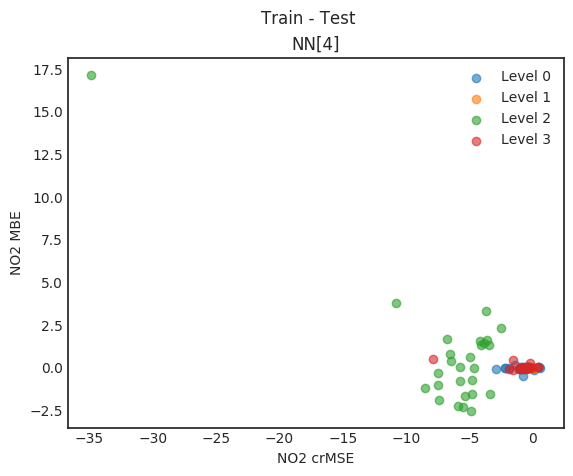 Train - Test
NN[4]
Level 0
Level 1
Level 2
Level 3
NO2 MBE
17.5
15.0
12.5
10.0
7.5
5.0
2.5
0.0
−2.5
−35
−30
−25
−20
−15
−10
−5
0
NO2 crMSE